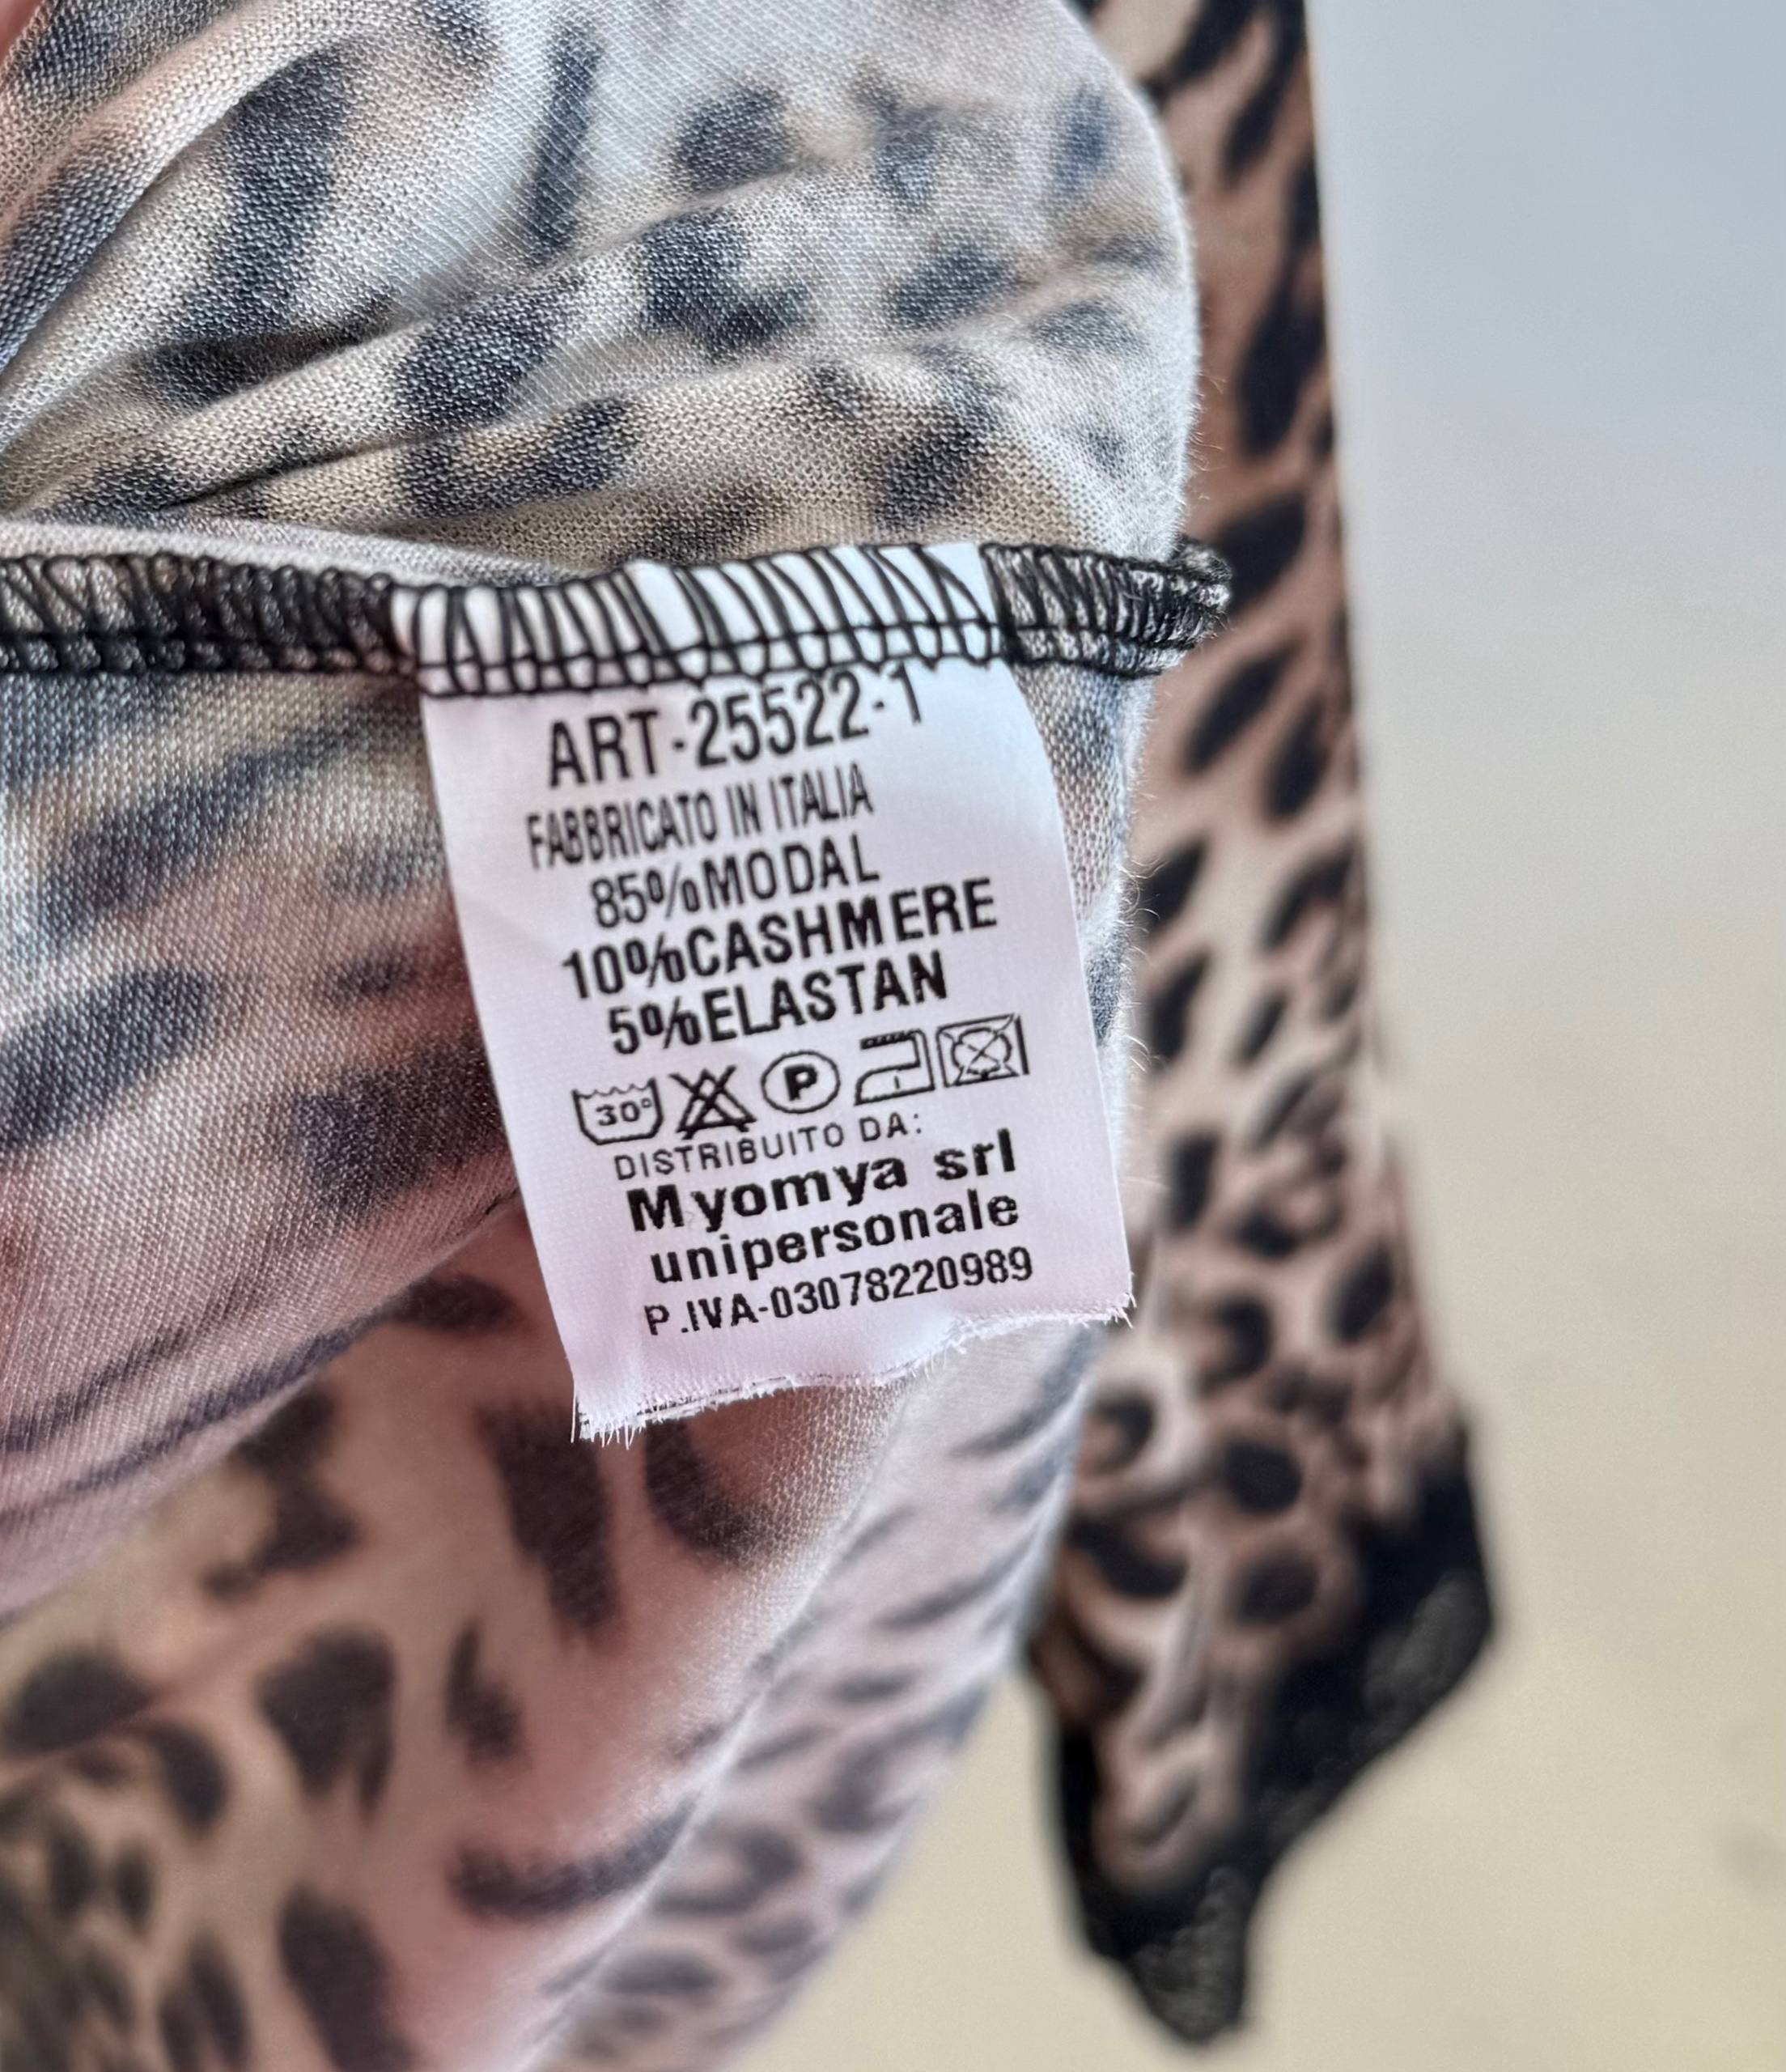 ART-25522-1
FABBRICATO IN ITALIA
85%MODAL
10%CASHMERE
5%ELASTAN
30° P
DISTRIBUITO DA:
Myomya srl
unipersonale
P.IVA-03078220989